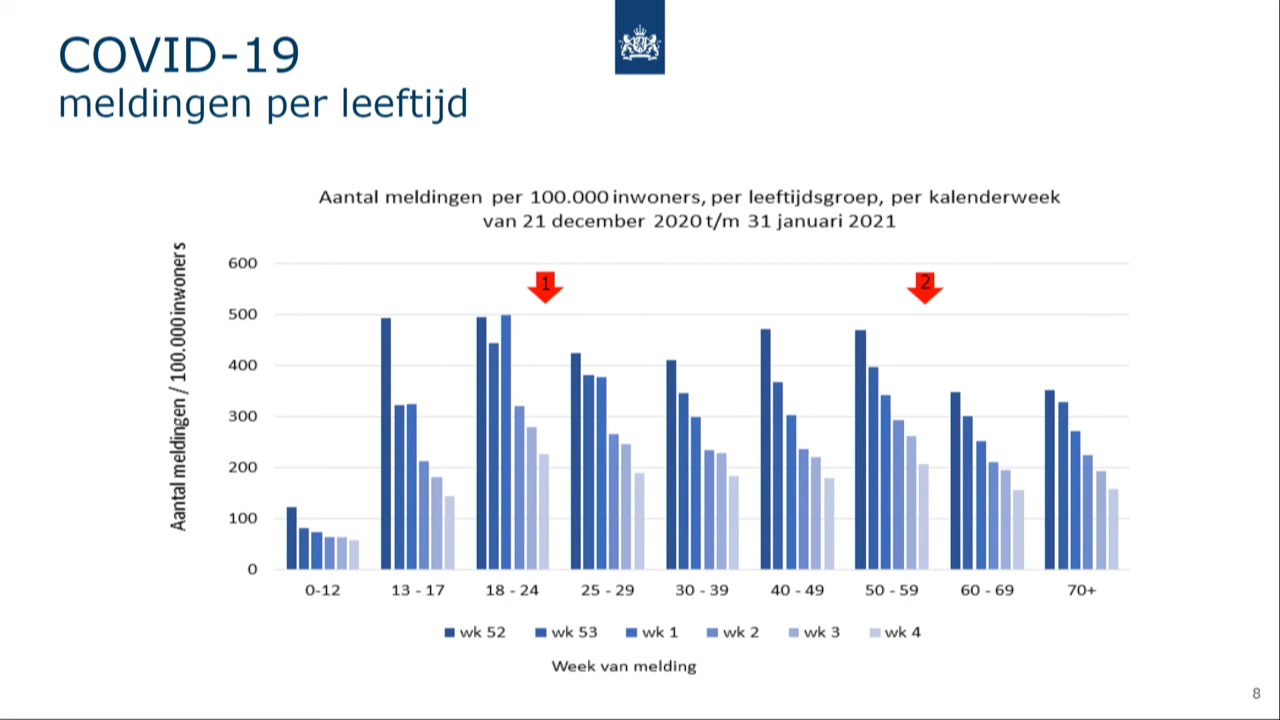 COVID-19
meldingen per leeftijd
Aantal meldingen per 100.000 inwoners, per leeftijdsgroep, per kalenderweek
van 21 december 2020 t/m 31 januari 2021
Aantal meldingen / 100.000 inwoners
600
500
400
300
200
100
0
1
2
0-12 13 - 17 18 - 24 25 - 29 30 - 39 40 - 49 50 - 59 60 - 69 70+
wk 52 wk 53 wk 1 wk 2 wk 3 wk 4
Week van melding
8